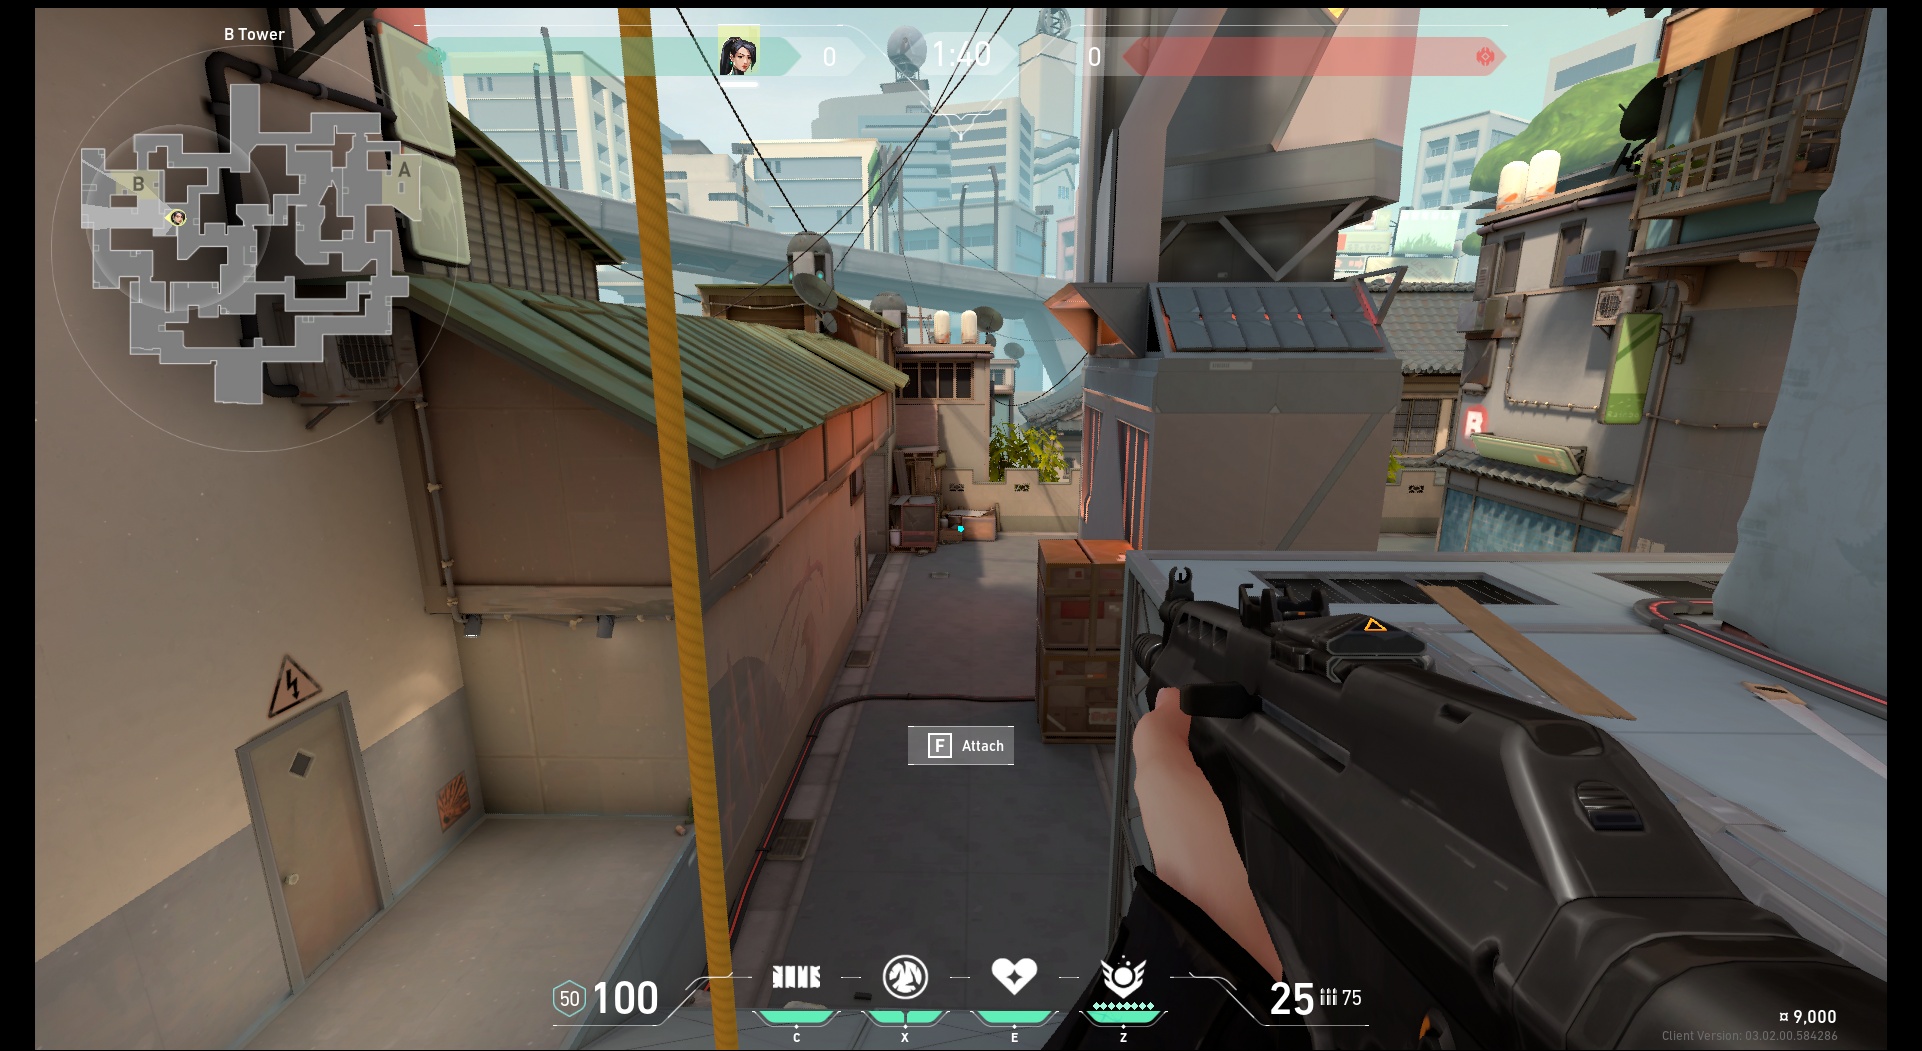 B Tower
0
1:40
0
B
A
R
F Attach
50 100
25 75
C
X
E
Z
¤ 9,000
Client Version: 03.02.00.584286